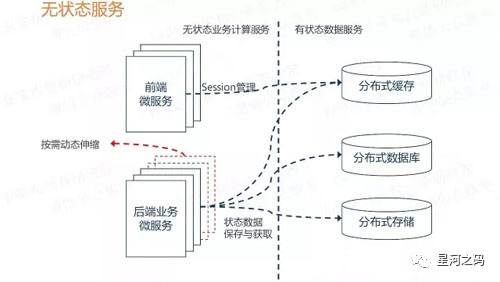 无状态服务
无状态业务计算服务
有状态数据服务
前端
微服务
Session管理
分布式缓存
按需动态伸缩
分布式数据库
后端业务
微服务
状态数据
保存与获取
分布式存储
星河之码